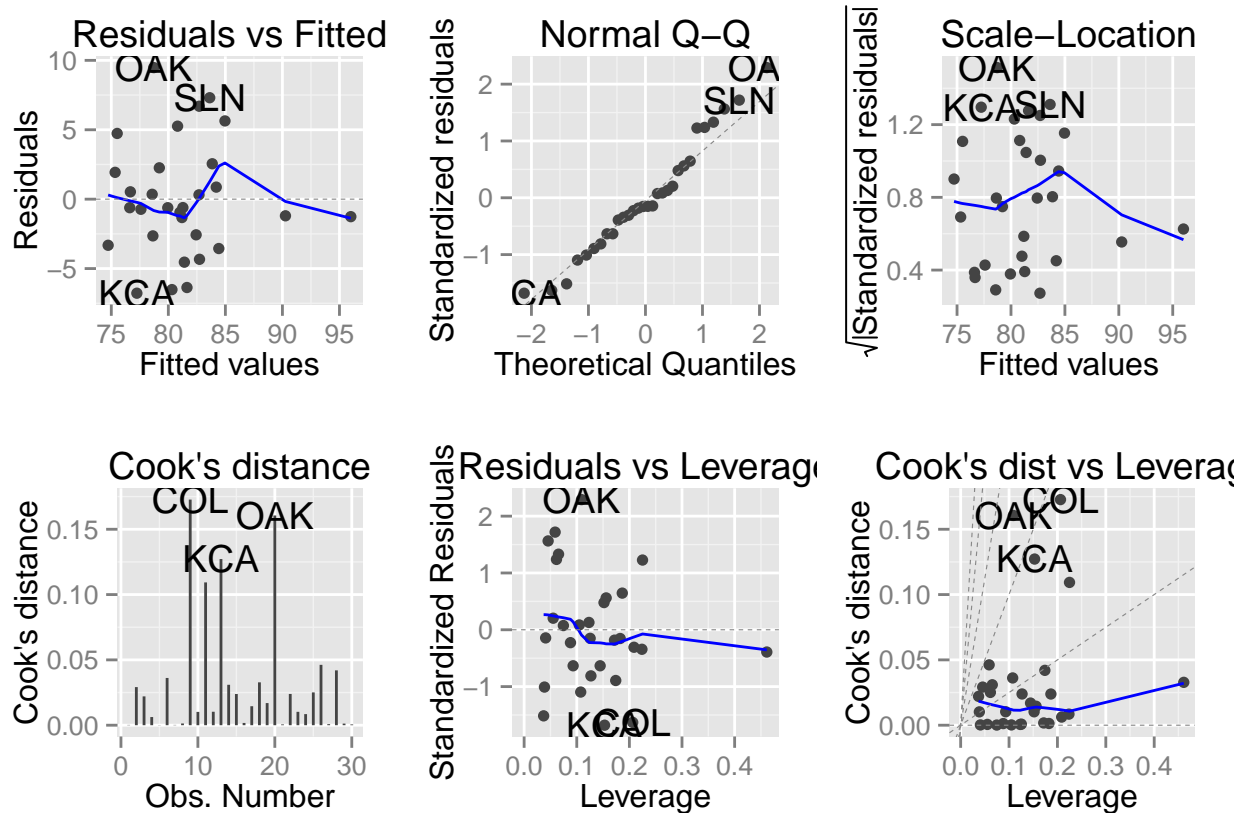 Residuals vs Fitted
Residuals
10
5
0
−5
OAK
SLN
KCA
75 80 85 90 95
Fitted values
Normal Q−Q
Standardized residuals
2
1
0
−1
OA
SLN
CA
−2 −1 0 1 2
Theoretical Quantiles
Scale−Location
√|Standardized residuals|
1.2
0.8
0.4
OAK
KCA
SLN
75 80 85 90 95
Fitted values
Cook's distance
Cook's distance
0.15
0.10
0.05
0.00
COL
OAK
KCA
0 10 20 30
Obs. Number
Residuals vs Leverage
Standardized Residuals
2
1
0
−1
OAK
KCA
COL
0.0 0.1 0.2 0.3 0.4
Leverage
Cook's dist vs Leverag
Cook's distance
0.15
0.10
0.05
0.00
COL
OAK
KCA
0.0 0.1 0.2 0.3 0.4
Leverage